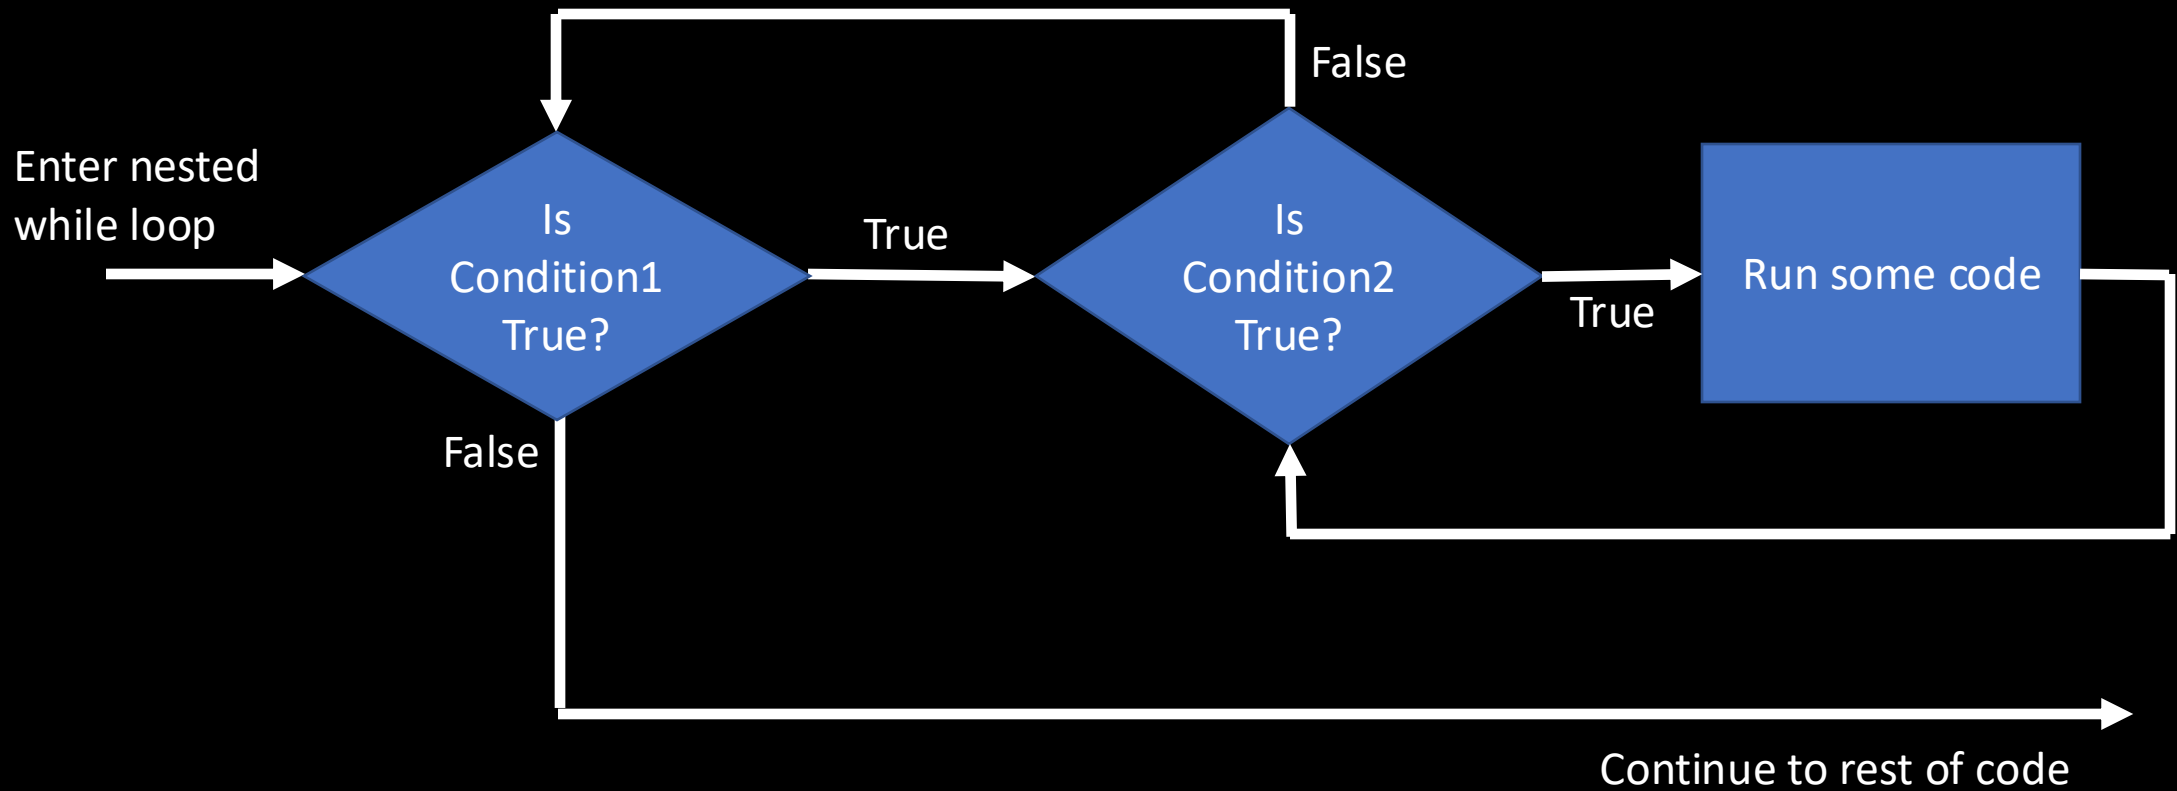 False
Enter nested
while loop
Is
Condition1
True?
True
Is
Condition2
True?
True
Run some code
False
Continue to rest of code